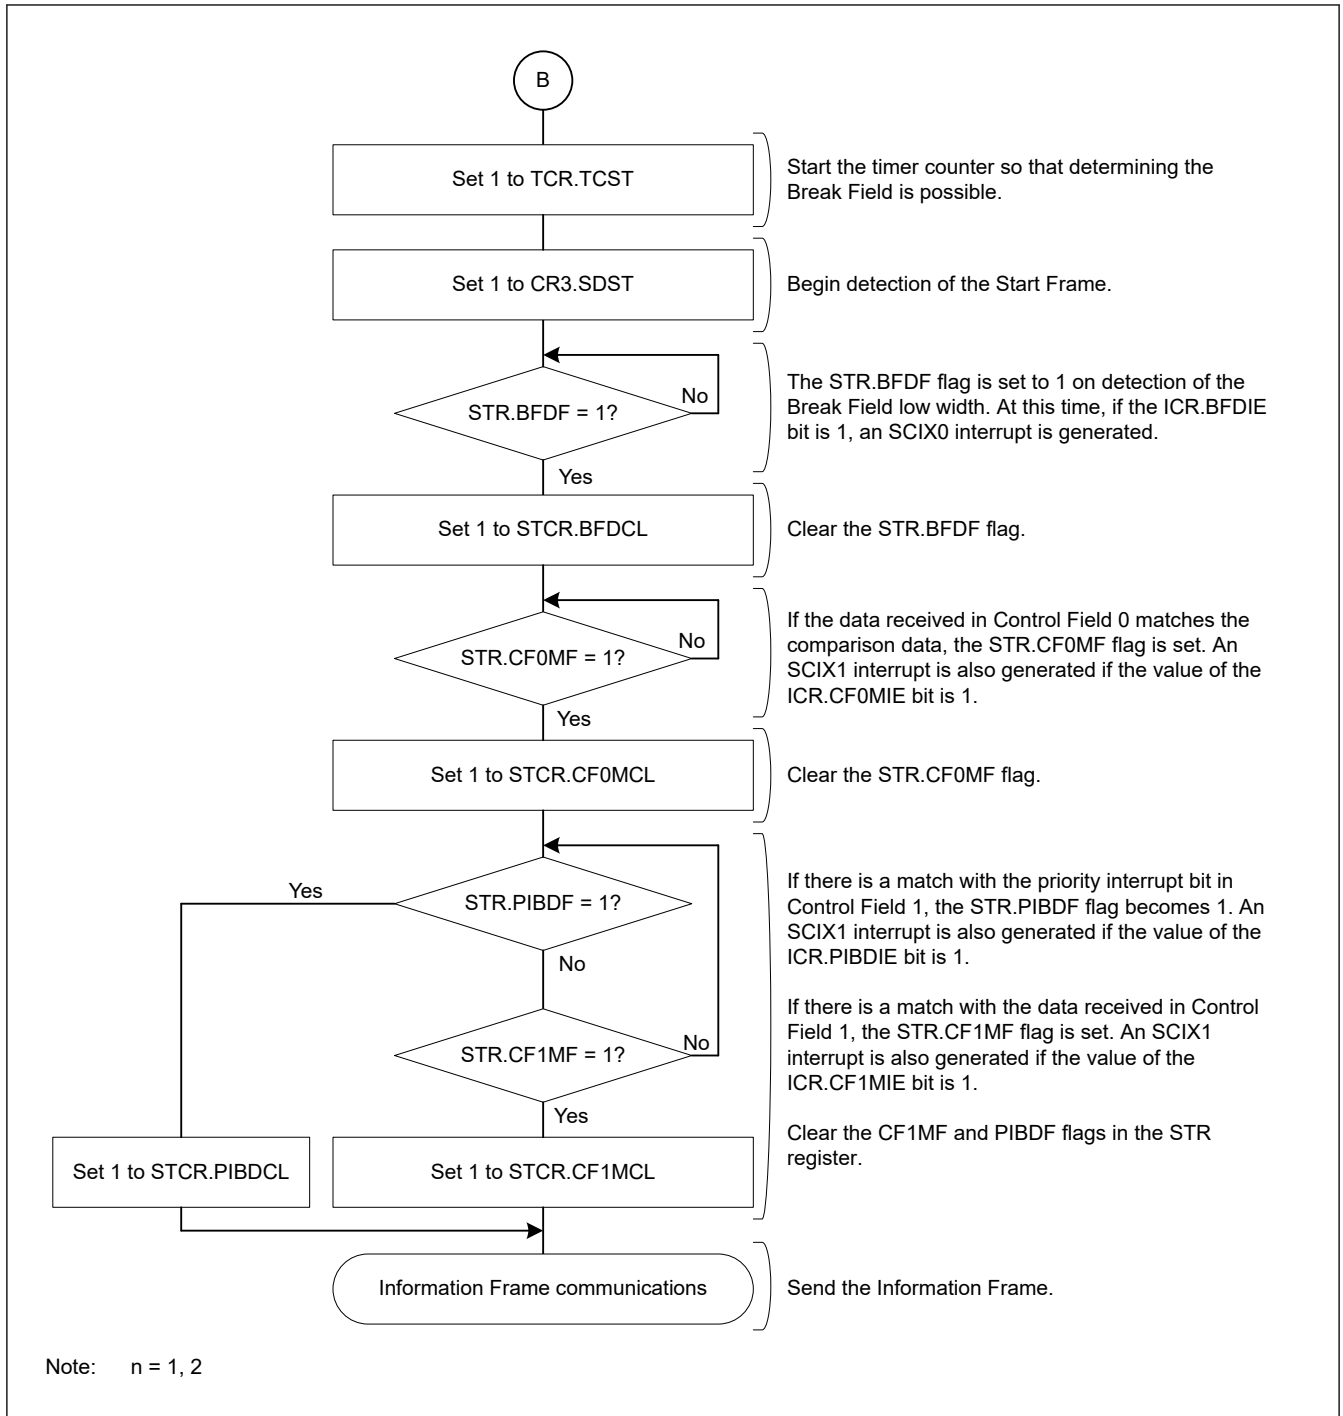 B
Set 1 to TCR.TCST
Start the timer counter so that determining the
Break Field is possible.
Set 1 to CR3.SDST
Begin detection of the Start Frame.
STR.BFDF = 1?
No
Yes
The STR.BFDF flag is set to 1 on detection of the
Break Field low width. At this time, if the ICR.BFDIE
bit is 1, an SCIX0 interrupt is generated.
Set 1 to STCR.BFDCL
Clear the STR.BFDF flag.
STR.CF0MF = 1?
No
Yes
If the data received in Control Field 0 matches the
comparison data, the STR.CF0MF flag is set. An
SCIX1 interrupt is also generated if the value of the
ICR.CF0MIE bit is 1.
Set 1 to STCR.CF0MCL
Clear the STR.CF0MF flag.
Yes
STR.PIBDF = 1?
No
If there is a match with the priority interrupt bit in
Control Field 1, the STR.PIBDF flag becomes 1. An
SCIX1 interrupt is also generated if the value of the
ICR.PIBDIE bit is 1.
STR.CF1MF = 1?
No
Yes
If there is a match with the data received in Control
Field 1, the STR.CF1MF flag is set. An SCIX1
interrupt is also generated if the value of the
ICR.CF1MIE bit is 1.
Set 1 to STCR.PIBDCL
Set 1 to STCR.CF1MCL
Clear the CF1MF and PIBDF flags in the STR
register.
Information Frame communications
Send the Information Frame.
Note: n = 1, 2